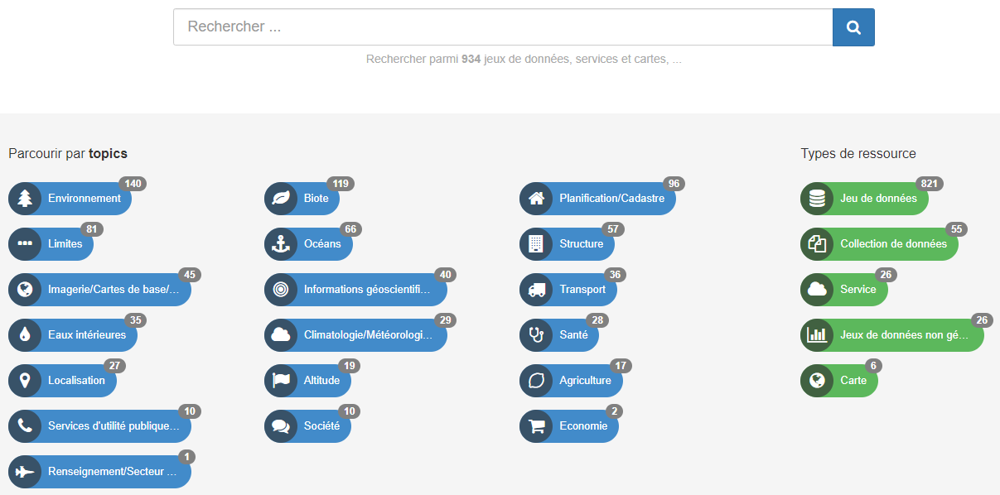 Rechercher ...
Rechercher parmi 934 jeux de données, services et cartes, ...
Parcourir par topics
Environnement 140
Biote 119
Planification/Cadastre 96
Limites 81
Océans 66
Structure 57
Imagerie/Cartes de base/... 45
Informations géoscientifi... 40
Transport 36
Eaux intérieures 35
Climatologie/Météorologi... 29
Santé 28
Localisation 27
Altitude 19
Agriculture 17
Services d'utilité publique... 10
Société 10
Economie 2
Renseignement/Secteur ... 1
Types de ressource
Jeu de données 821
Collection de données 55
Service 26
Jeux de données non gé... 26
Carte 6